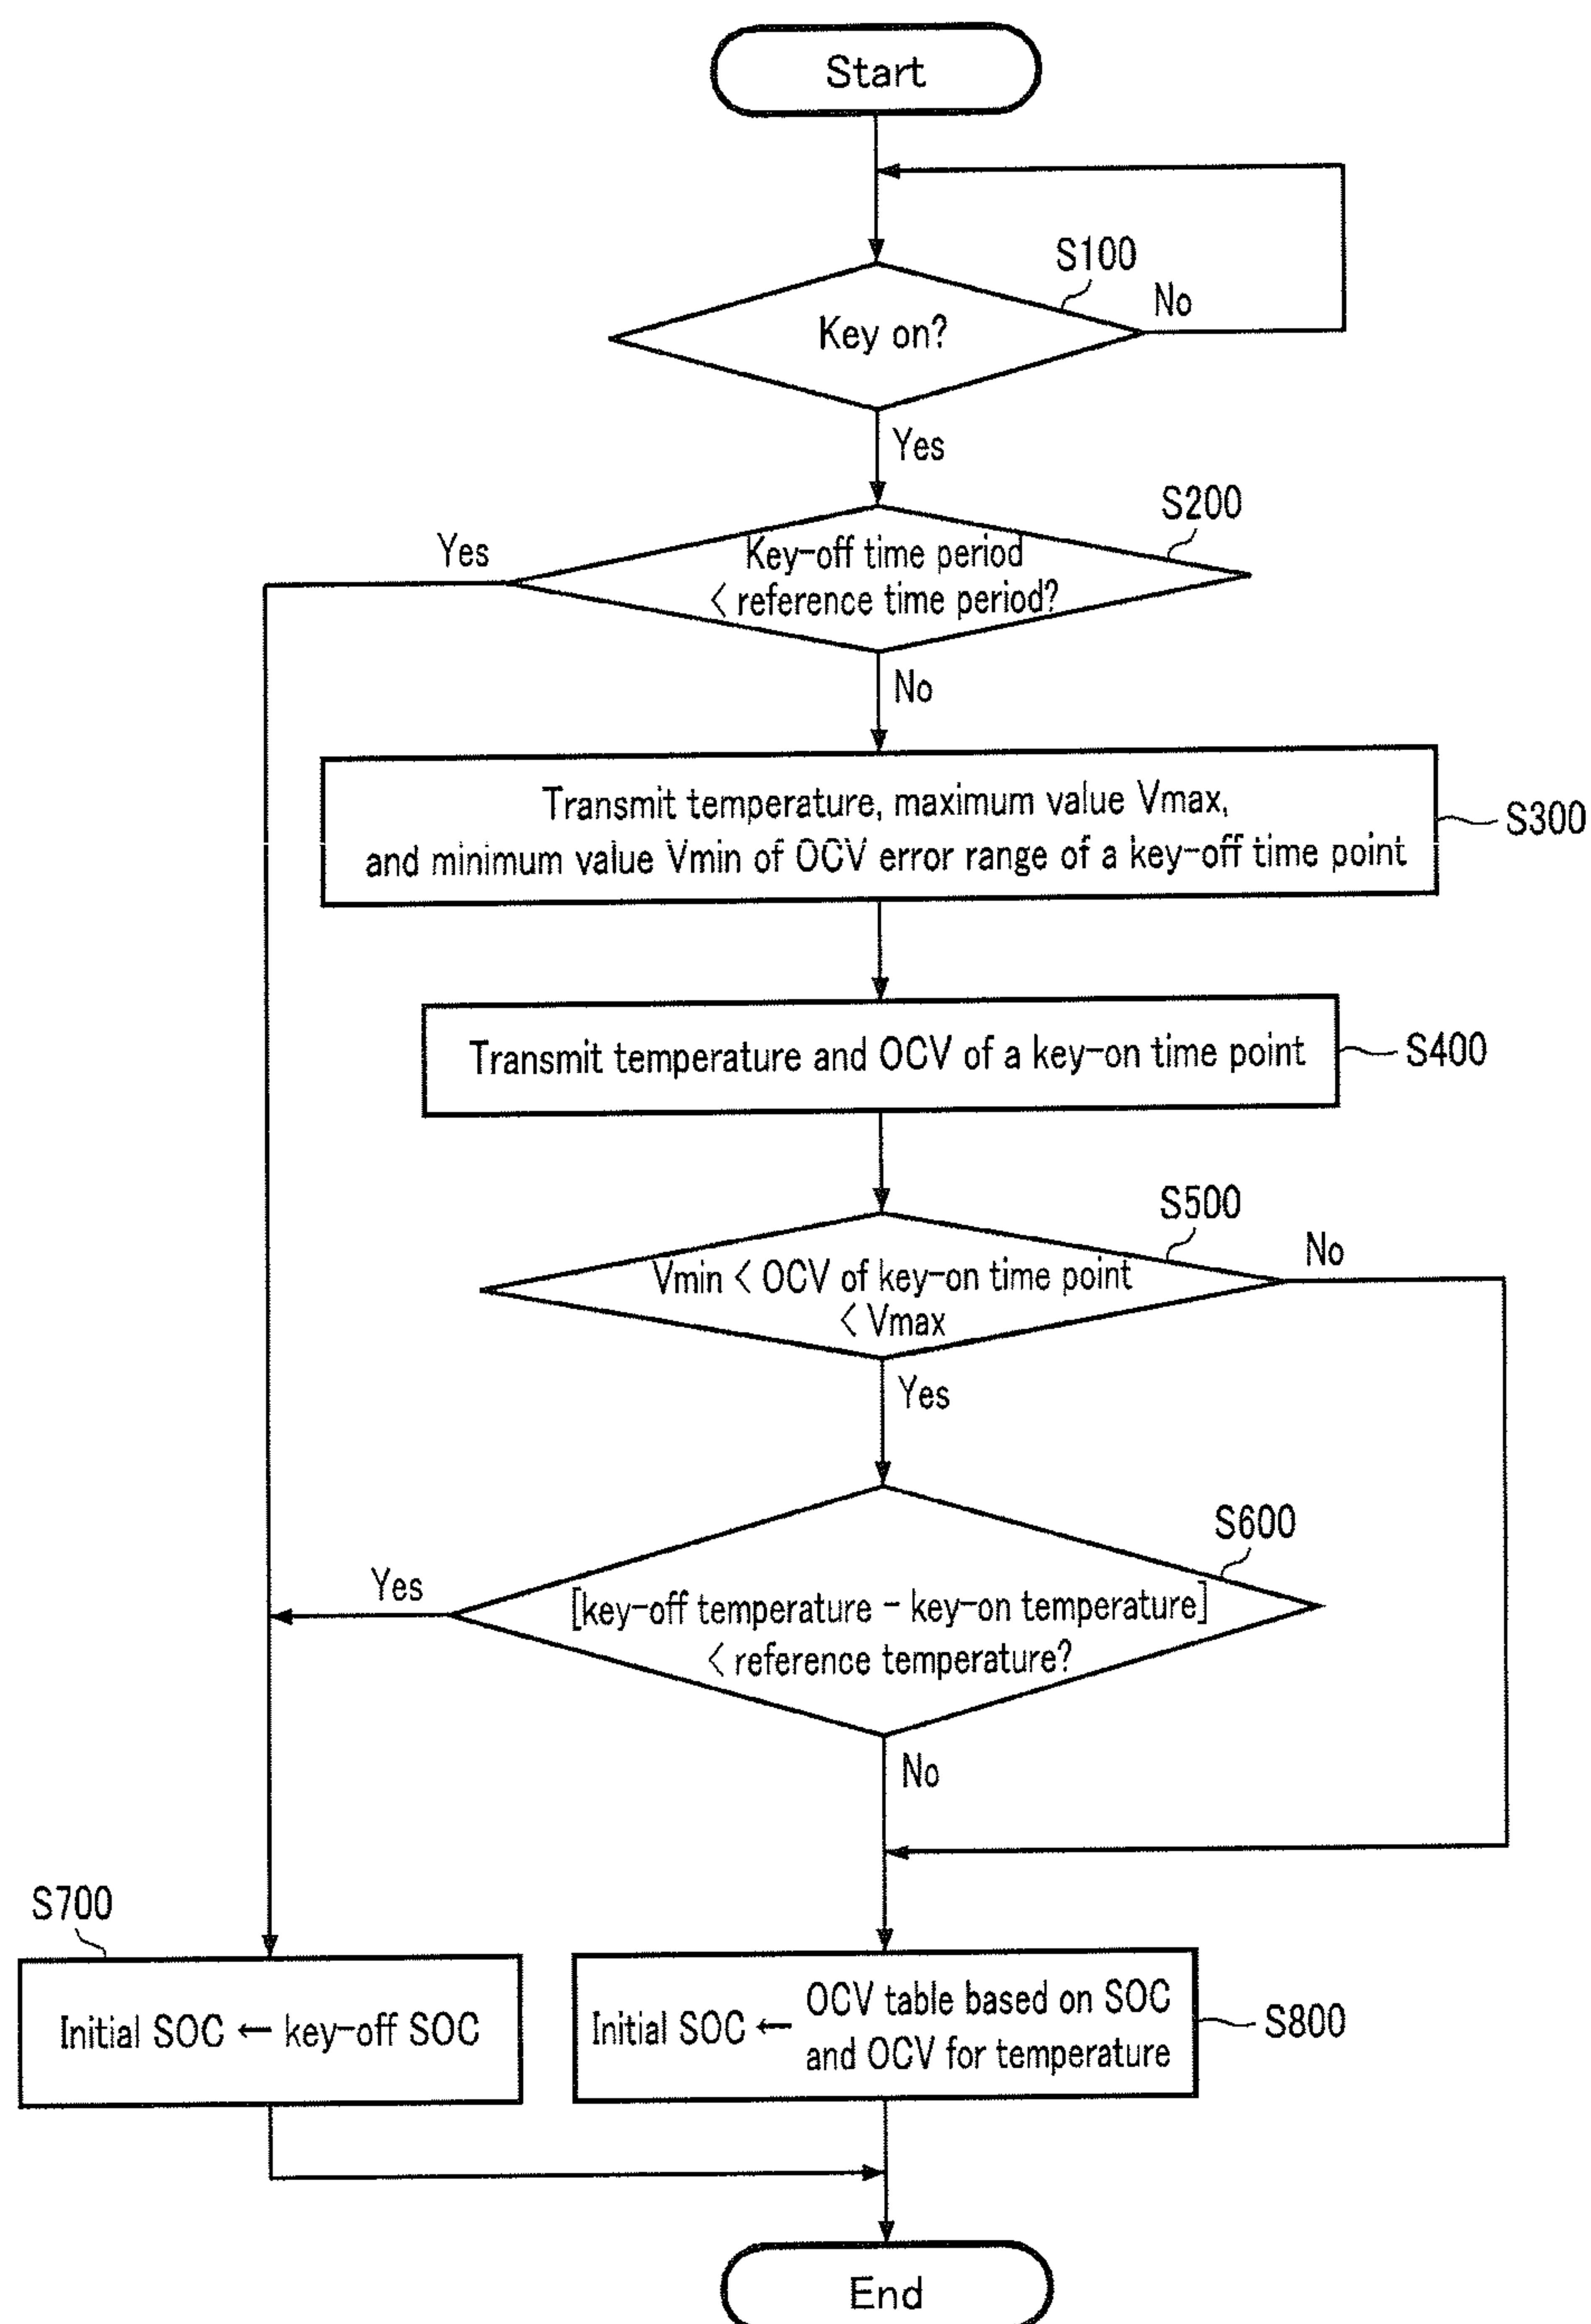 Start
S100
Key on?
No
Yes
S200
Yes
Key-off time period
< reference time period?
No
Transmit temperature, maximum value Vmax,
and minimum value Vmin of OCV error range of a key-off time point
S300
Transmit temperature and OCV of a key-on time point
S400
S500
Vmin < OCV of key-on time point
< Vmax
No
Yes
S600
Yes
[key-off temperature - key-on temperature]
< reference temperature?
No
S700
Initial SOC ← key-off SOC
Initial SOC ← OCV table based on SOC
and OCV for temperature
S800
End